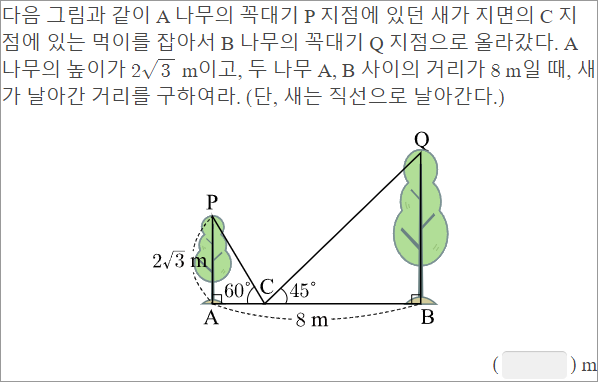 다음 그림과 같이 A 나무의 꼭대기 P 지점에 있던 새가 지면의 C 지
점에 있는 먹이를 잡아서 B 나무의 꼭대기 Q 지점으로 올라갔다. A
나무의 높이가 2√3 m이고, 두 나무 A, B 사이의 거리가 8 m일 때, 새
가 날아간 거리를 구하여라. (단, 새는 직선으로 날아간다.)
Q
P
2√3 m
60° C 45°
A 8 m B
( ) m